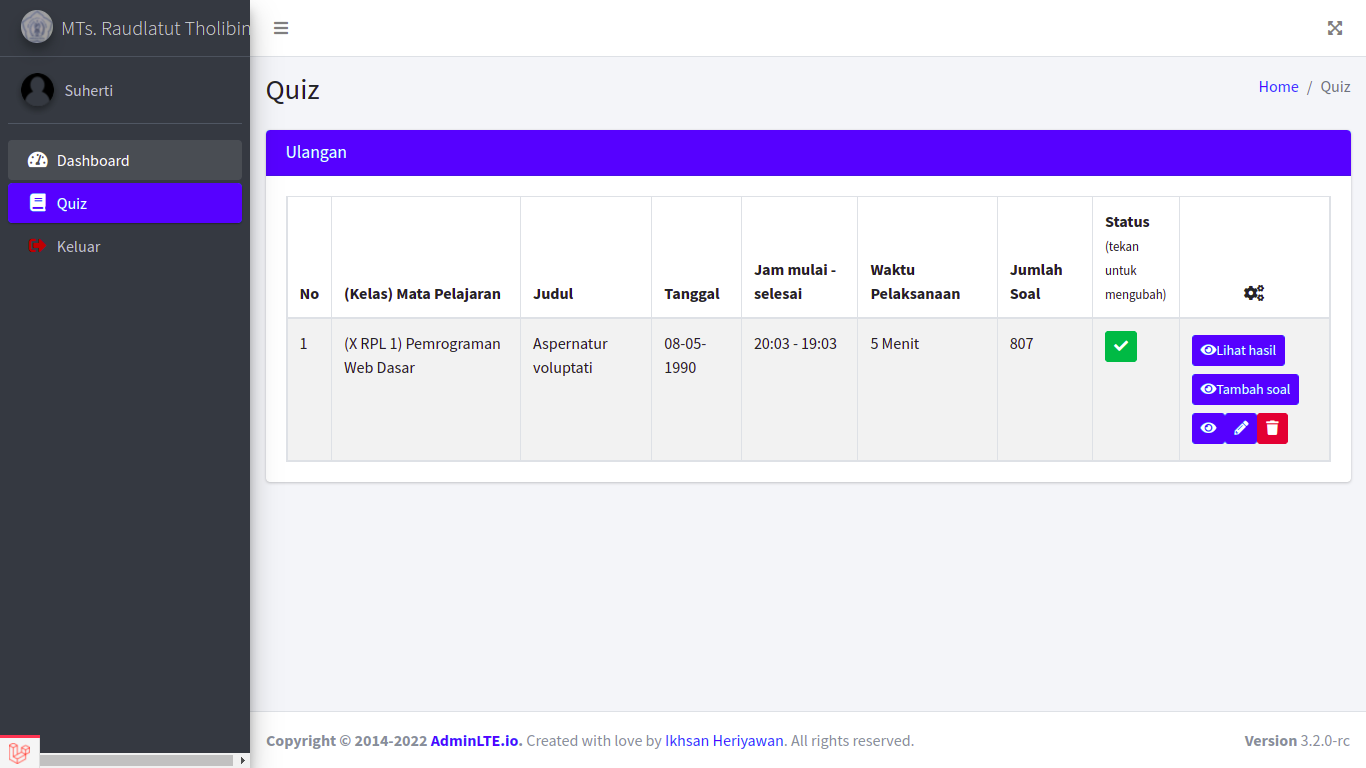 MTs. Raudlatut Tholibin
Suherti
Dashboard
Quiz
Keluar
Quiz
Home / Quiz
Ulangan
No
(Kelas) Mata Pelajaran
Judul
Tanggal
Jam mulai -
selesai
Waktu
Pelaksanaan
Jumlah
Soal
Status
(tekan
untuk
mengubah)
1
(X RPL 1) Pemrograman
Web Dasar
Aspernatur
voluptati
08-05-
1990
20:03 - 19:03
5 Menit
807
Lihat hasil
Tambah soal
Copyright © 2014-2022 AdminLTE.io. Created with love by Ikhsan Heriyawan. All rights reserved.
Version 3.2.0-rc